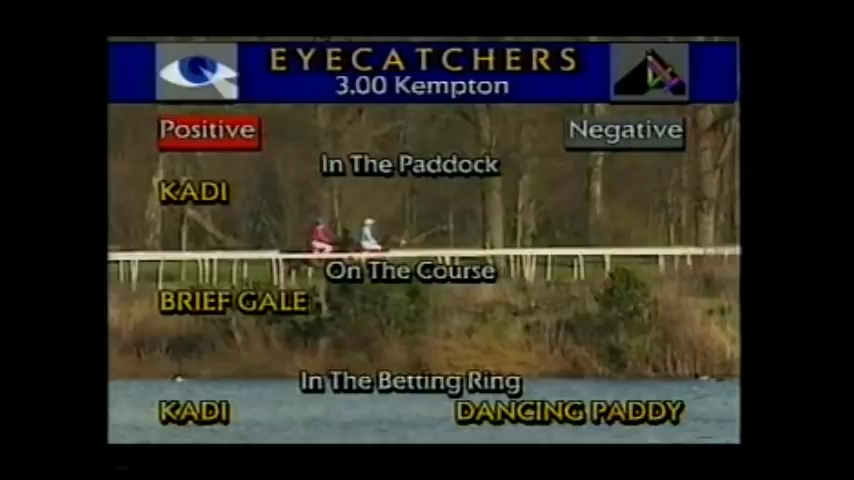 EYECATCHERS
3.00 Kempton
Positive
Negative
In The Paddock
KADI
On The Course
BRIEF GALE
In The Betting Ring
KADI
DANCING PADDY